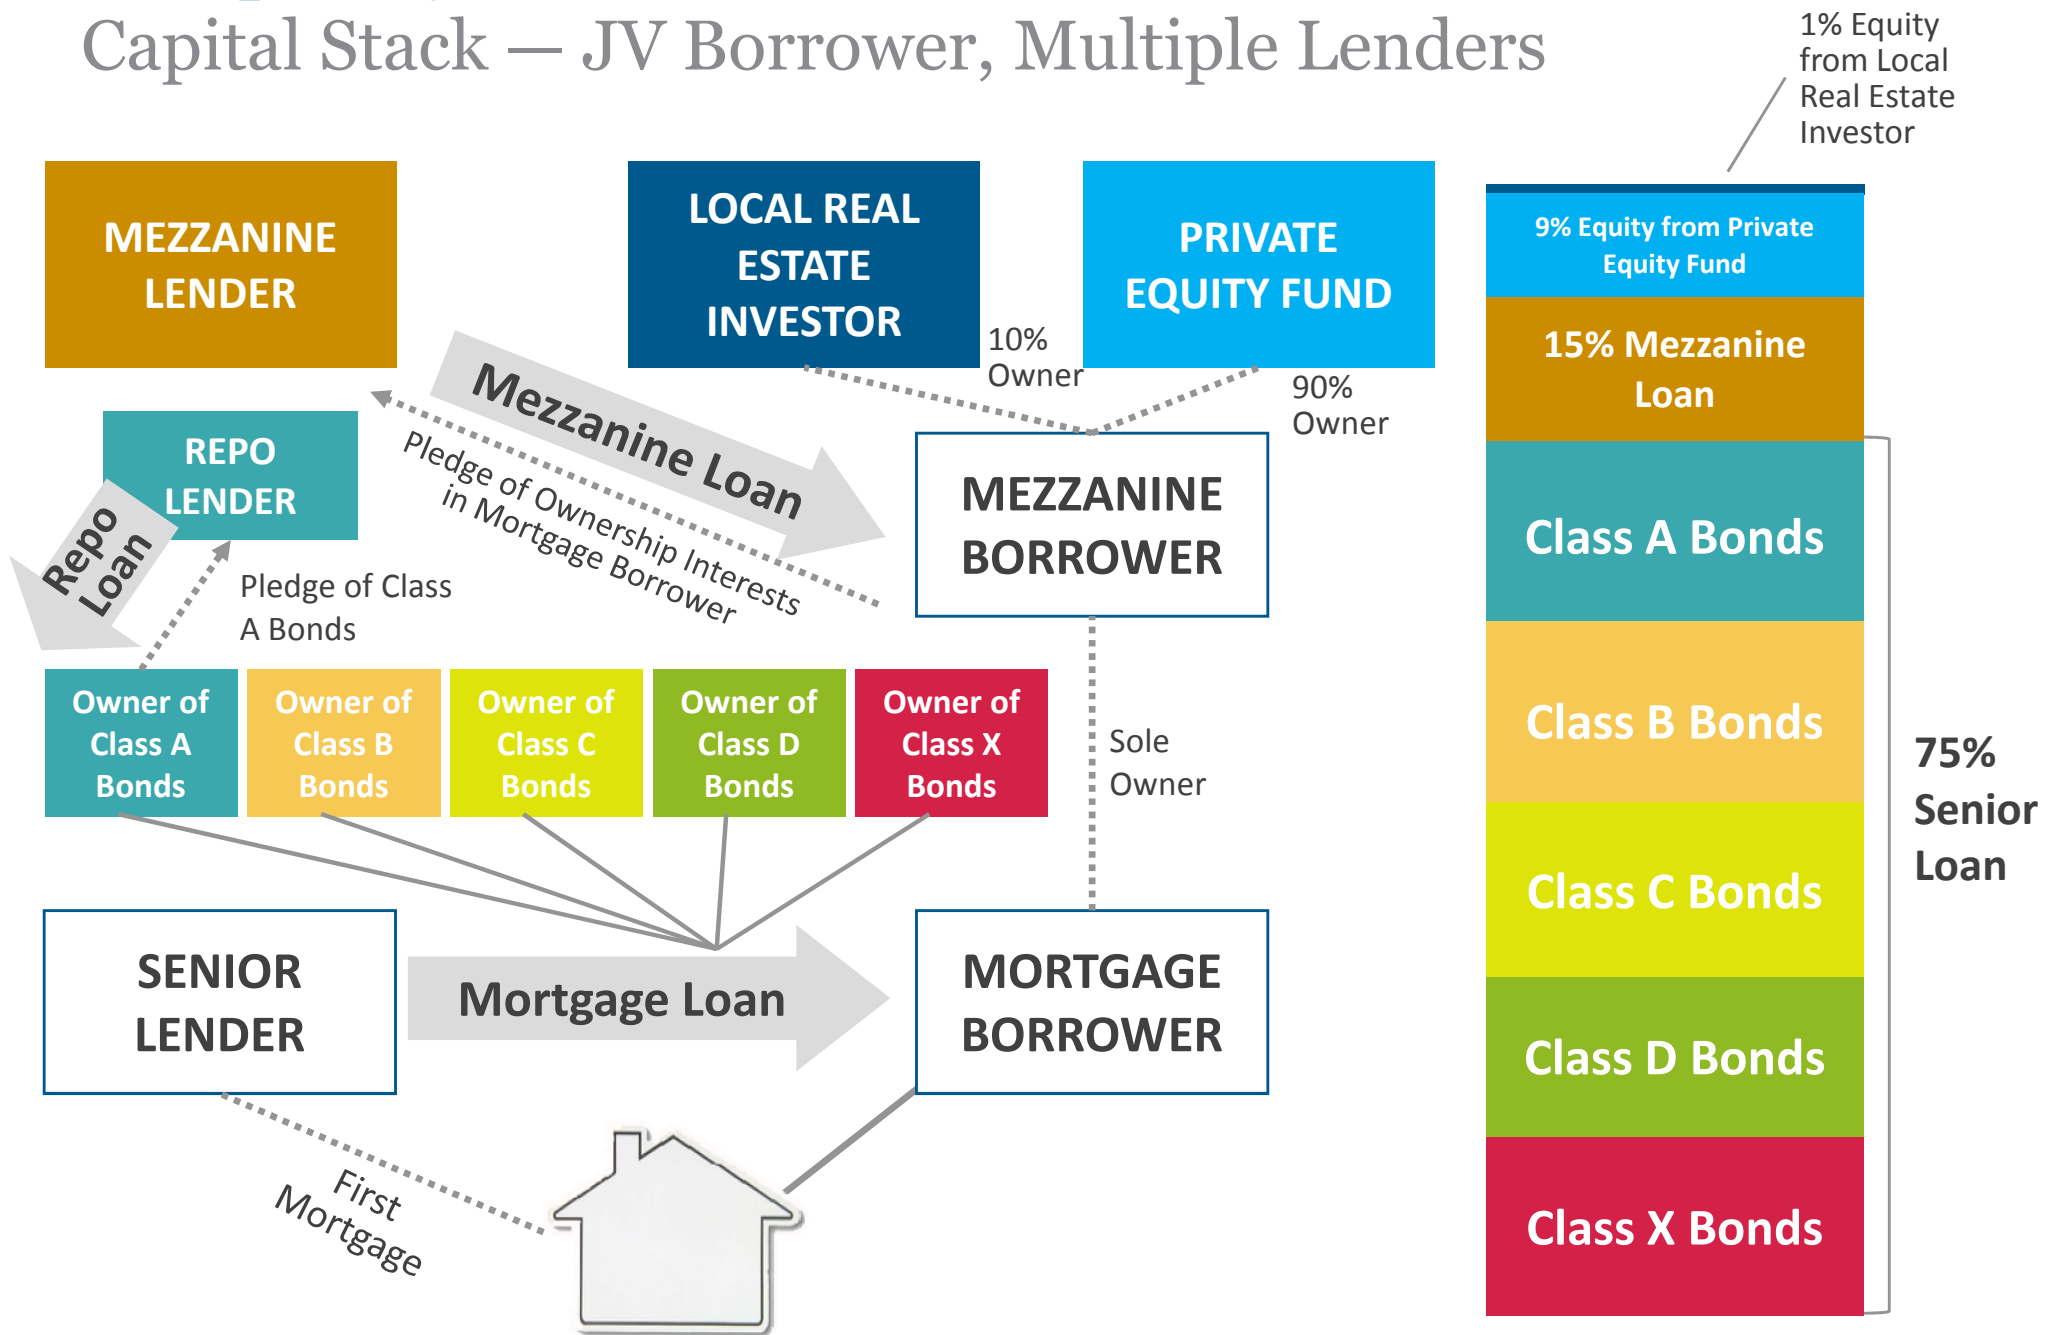 Capital Stack — JV Borrower, Multiple Lenders
1% Equity
from Local
Real Estate
Investor
MEZZANINE
LENDER
LOCAL REAL
ESTATE
INVESTOR
PRIVATE
EQUITY FUND
10%
Owner
90%
Owner
Mezzanine Loan
Pledge of Ownership Interests
in Mortgage Borrower
REPO
LENDER
Repo
Loan
Pledge of Class
A Bonds
MEZZANINE
BORROWER
Owner of
Class A
Bonds
Owner of
Class B
Bonds
Owner of
Class C
Bonds
Owner of
Class D
Bonds
Owner of
Class X
Bonds
Sole
Owner
SENIOR
LENDER
Mortgage Loan
MORTGAGE
BORROWER
First
Mortgage
9% Equity from Private
Equity Fund
15% Mezzanine
Loan
Class A Bonds
Class B Bonds
Class C Bonds
Class D Bonds
Class X Bonds
75%
Senior
Loan